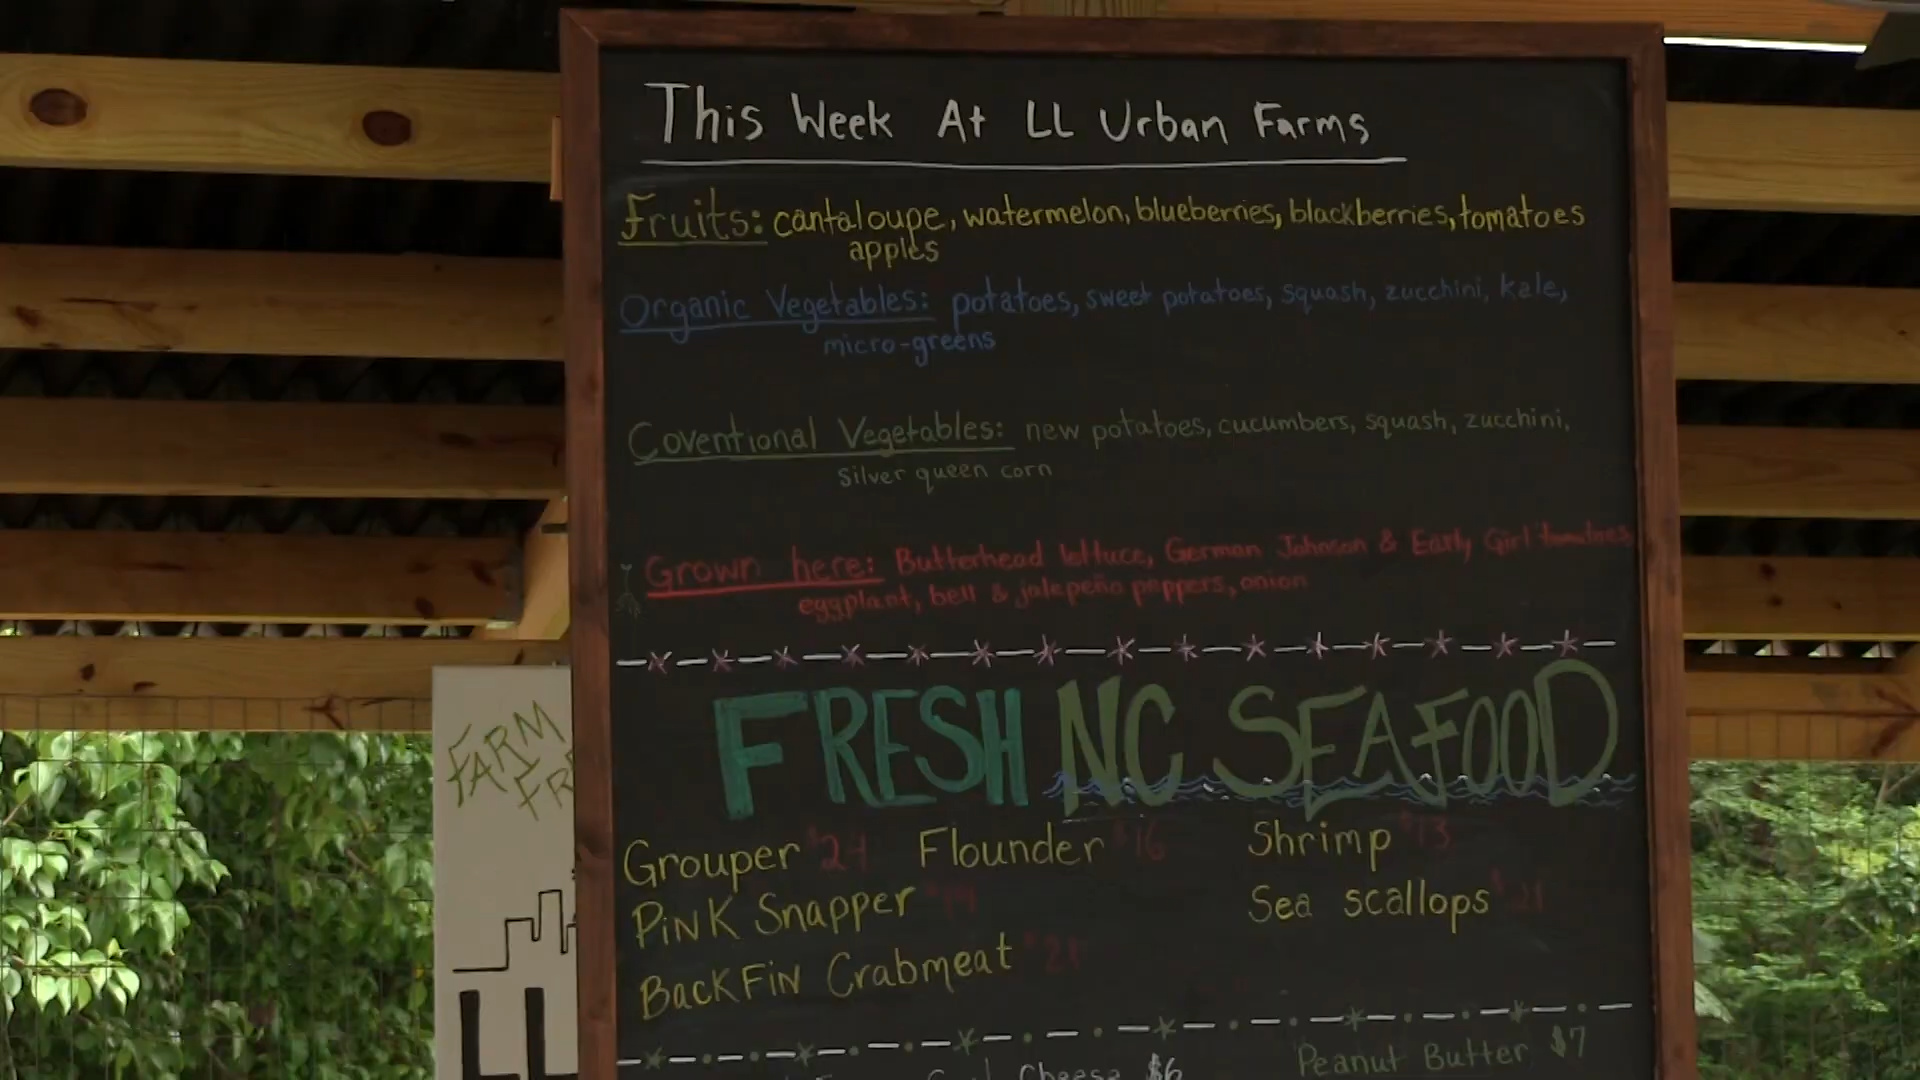 This Week At LL Urban Farms
Fruits: cantaloupe, watermelon, blueberries, blackberries, tomatoes
apples
Organic Vegetables: potatoes, sweet potatoes, squash, zucchini, kale,
micro-greens
Coventional Vegetables: new potatoes, cucumbers, squash, zucchini,
Silver queen corn
Grown here: Butterhead lettuce, German Johnson & Early Girl tomatoes
eggplant, bell & jalepeño peppers, onion
FRESH NC SEAFOOD
Grouper $24 Flounder $16 Shrimp $13
PiNK Snapper Sea scallops
BacKFiN Crabmeat
Peanut Butter $7
Cheese $6
FARM
FR
LL